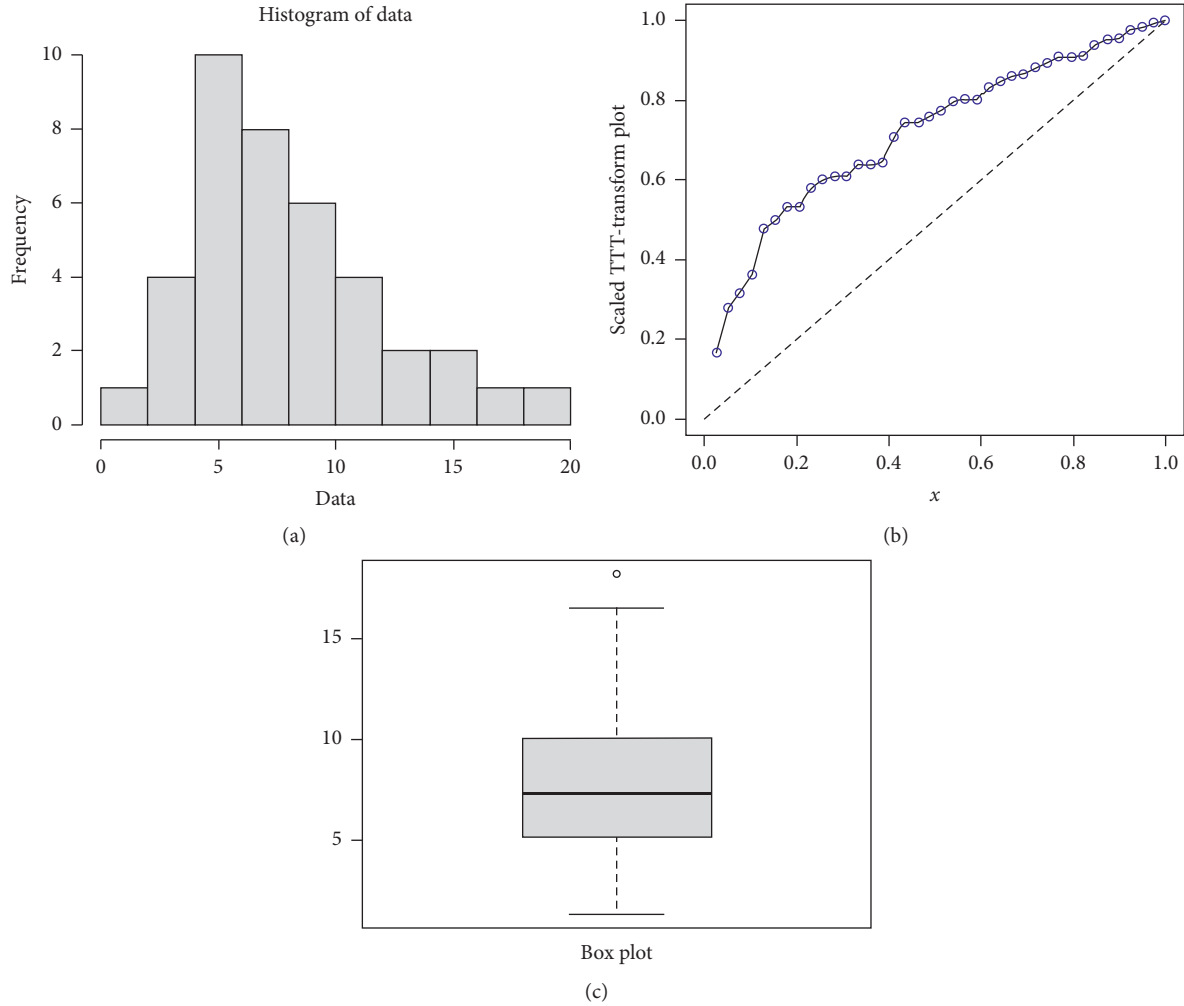 Histogram of data
10
8
6
4
2
0
Frequency
0 5 10 15 20
Data
(a)
1.0
0.8
0.6
0.4
0.2
0.0
Scaled TTT-transform plot
0.0 0.2 0.4 0.6 0.8 1.0
x
(b)
15
10
5
Box plot
(c)